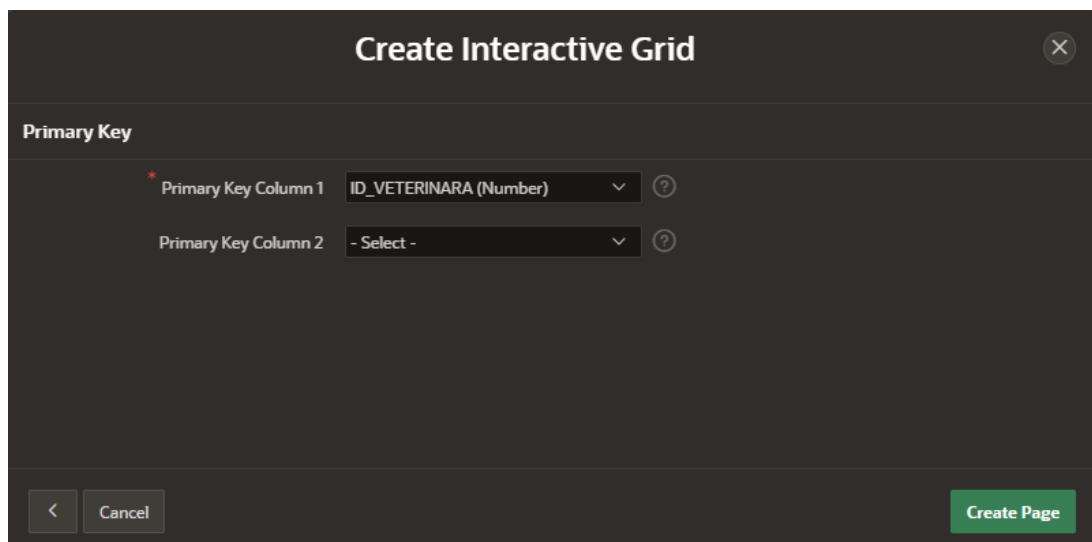 Create Interactive Grid
Primary Key
* Primary Key Column 1 ID_VETERINARA (Number) ?
Primary Key Column 2 - Select - ?
Cancel Create Page